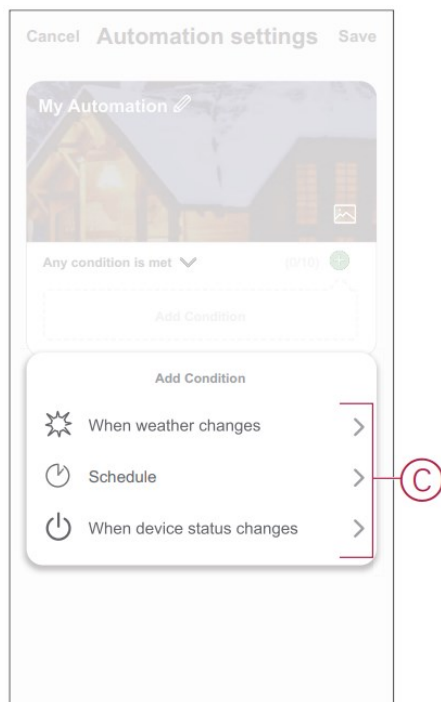 Cancel Automation settings Save
My Automation
Any condition is met (0/10)
Add Condition
Add Condition
When weather changes
Schedule
When device status changes
C